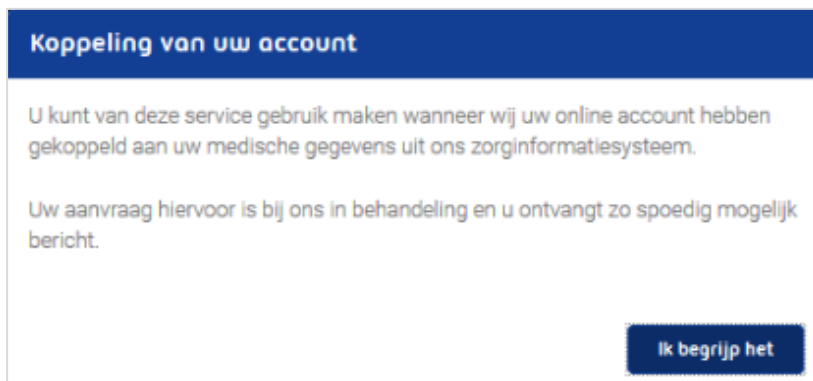 Koppeling van uw account
U kunt van deze service gebruik maken wanneer wij uw online account hebben
gekoppeld aan uw medische gegevens uit ons zorginformatiesysteem.
Uw aanvraag hiervoor is bij ons in behandeling en u ontvangt zo spoedig mogelijk
bericht.
Ik begrijp het